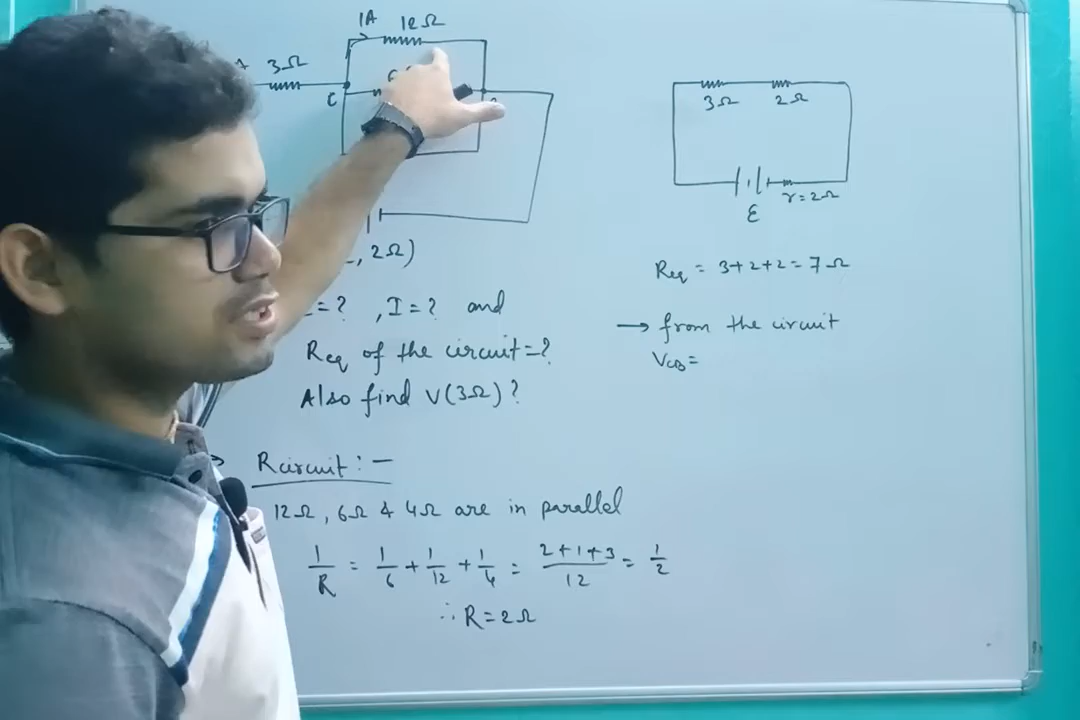 1A 12Ω
3Ω
C
, 2Ω)
=? , I=? and
Req of the circuit=?
Also find V(3Ω)?
Rcircuit:-
12Ω, 6Ω & 4Ω are in parallel
1/R = 1/6 + 1/12 + 1/4 = 2+1+3/12 = 1/2
∴ R=2Ω
3Ω 2Ω
ε r=2Ω
Req = 3+2+2=7Ω
→ from the circuit
VCD=